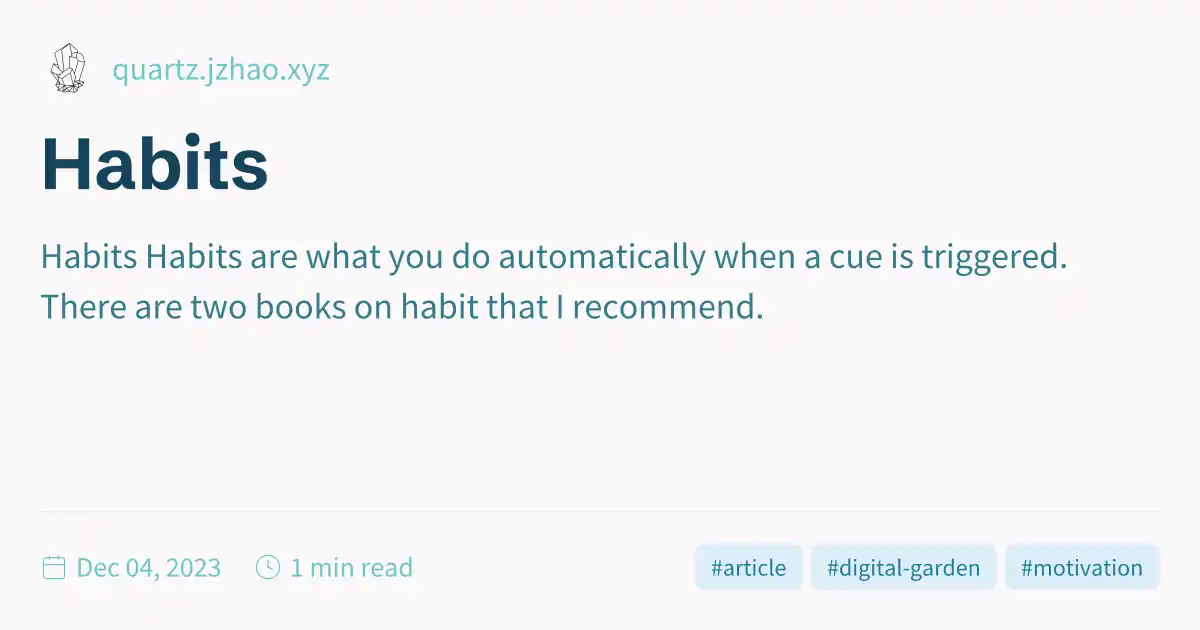 quartz.jzhao.xyz
Habits
Habits Habits are what you do automatically when a cue is triggered.
There are two books on habit that I recommend.
Dec 04, 2023 1 min read #article #digital-garden #motivation